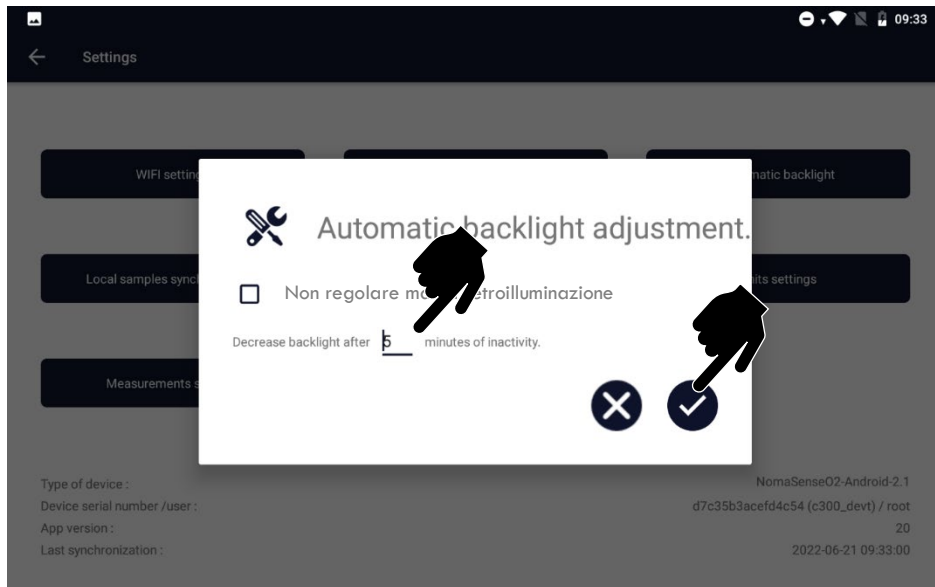 09:33
Settings
WIFI setting
matic backlight
Automatic backlight adjustment.
Local samples syncl
its settings
Non regolare etroilluminazione
Decrease backlight after 5 minutes of inactivity.
Measurements s
Type of device : NomaSenseO2-Android-2.1
Device serial number /user : d7c35b3acefd4c54 (c300_devt) / root
App version : 20
Last synchronization : 2022-06-21 09:33:00